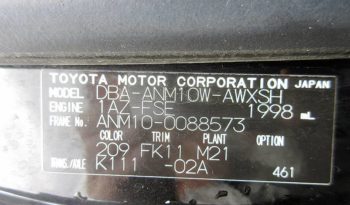 TOYOTA MOTOR CORPORATION JAPAN
MODEL DBA-ANM10W-AWXSH
ENGINE 1AZ-FSE 1998 mL
FRAME No. ANM10-0088573
COLOR TRIM PLANT OPTION
209 FK11 M21
TRANS./AXLE K111 -02A 461